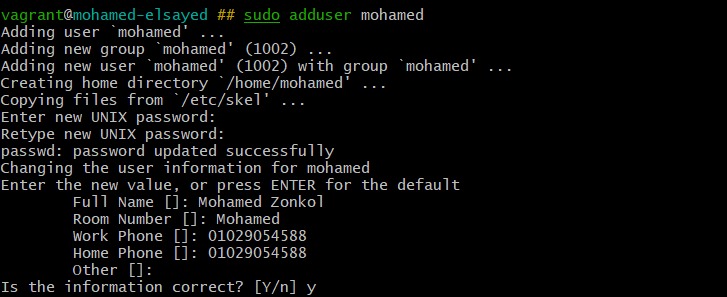 vagrant@mohamed-elsayed ## sudo adduser mohamed
Adding user `mohamed' ...
Adding new group `mohamed' (1002) ...
Adding new user `mohamed' (1002) with group `mohamed' ...
Creating home directory `/home/mohamed' ...
Copying files from `/etc/skel' ...
Enter new UNIX password:
Retype new UNIX password:
passwd: password updated successfully
Changing the user information for mohamed
Enter the new value, or press ENTER for the default
        Full Name []: Mohamed Zonkol
        Room Number []: Mohamed
        Work Phone []: 01029054588
        Home Phone []: 01029054588
        Other []:
Is the information correct? [Y/n] y